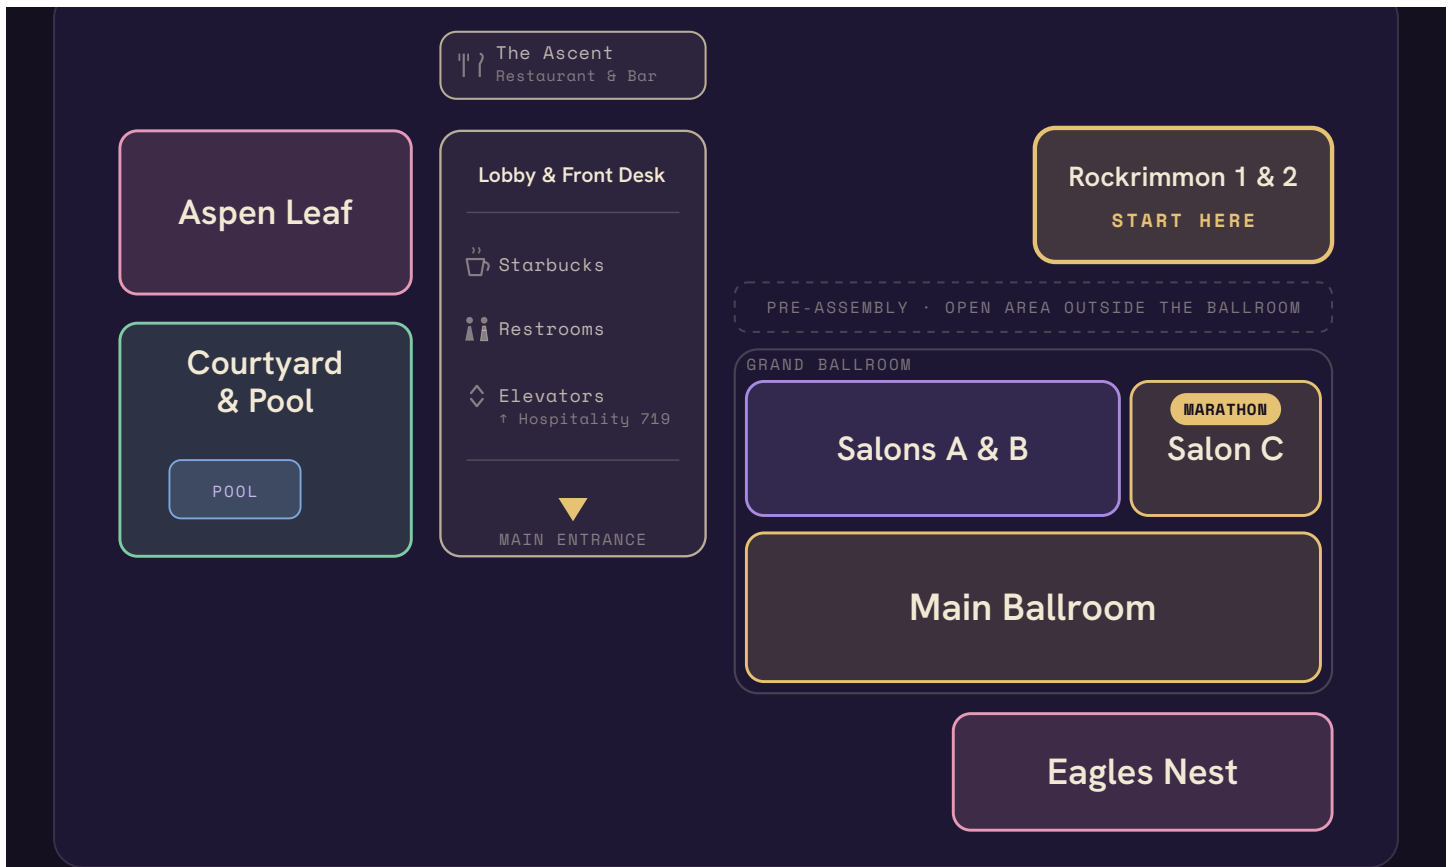 The Ascent
Restaurant & Bar
Aspen Leaf
Courtyard
& Pool
POOL
Lobby & Front Desk
Starbucks
Restrooms
Elevators
↑ Hospitality 719
MAIN ENTRANCE
Rockrimmon 1 & 2
START HERE
PRE-ASSEMBLY · OPEN AREA OUTSIDE THE BALLROOM
GRAND BALLROOM
Salons A & B
MARATHON
Salon C
Main Ballroom
Eagles Nest